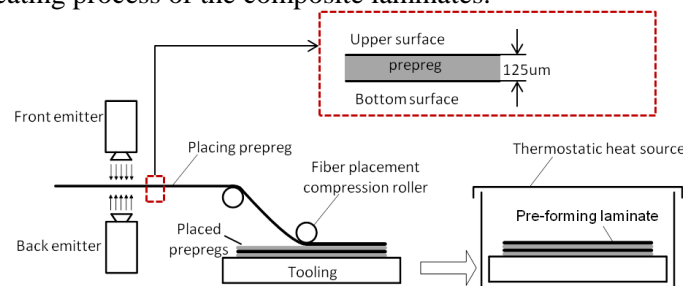 eating process of the composite laminates.
Upper surface
prepreg
125um
Bottom surface
Front emitter
Placing prepreg
Fiber placement
compression roller
Thermostatic heat source
Back emitter
Placed
prepregs
Tooling
Pre-forming laminate